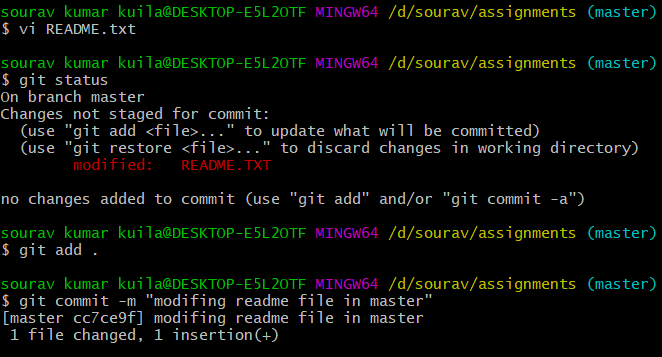 sourav kumar kuila@DESKTOP-E5L2OTF MINGW64 /d/sourav/assignments (master)
$ vi README.txt
sourav kumar kuila@DESKTOP-E5L2OTF MINGW64 /d/sourav/assignments (master)
$ git status
On branch master
Changes not staged for commit:
  (use "git add <file>..." to update what will be committed)
  (use "git restore <file>..." to discard changes in working directory)
        modified:   README.TXT
no changes added to commit (use "git add" and/or "git commit -a")
sourav kumar kuila@DESKTOP-E5L2OTF MINGW64 /d/sourav/assignments (master)
$ git add .
sourav kumar kuila@DESKTOP-E5L2OTF MINGW64 /d/sourav/assignments (master)
$ git commit -m "modifing readme file in master"
[master cc7ce9f] modifing readme file in master
 1 file changed, 1 insertion(+)